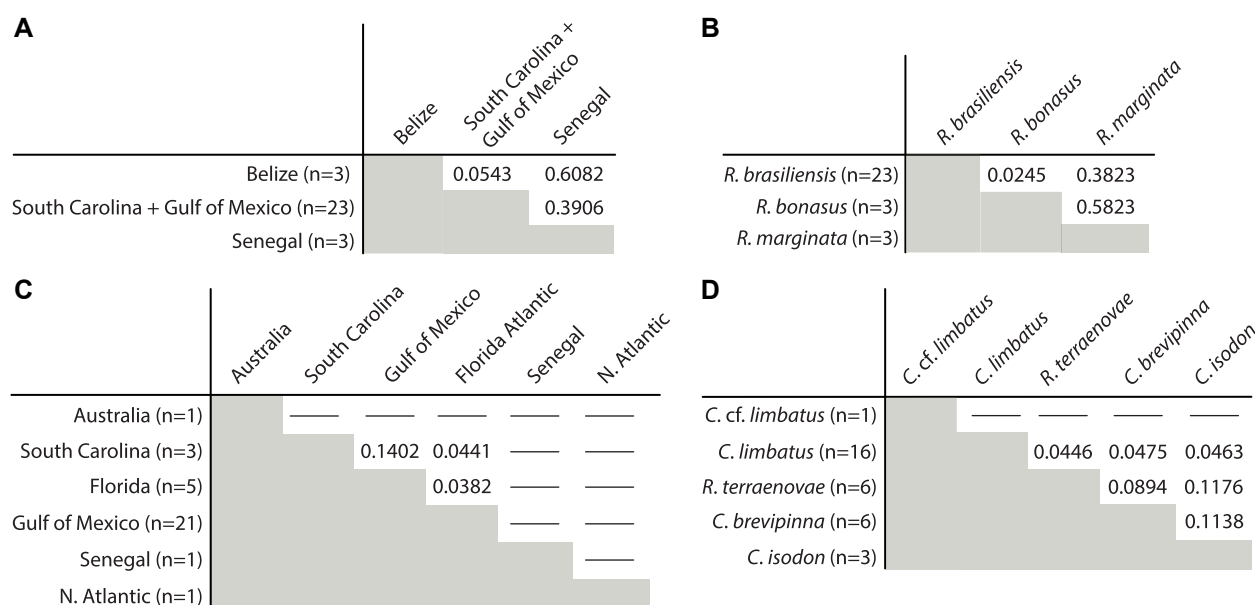 A
Belize
South Carolina +
Gulf of Mexico
Senegal
Belize (n=3) 0.0543 0.6082
South Carolina + Gulf of Mexico (n=23) 0.3906
Senegal (n=3)
B
R. brasiliensis
R. bonasus
R. marginata
R. brasiliensis (n=23) 0.0245 0.3823
R. bonasus (n=3) 0.5823
R. marginata (n=3)
C
Australia
South Carolina
Gulf of Mexico
Florida Atlantic
Senegal
N. Atlantic
Australia (n=1) — — — — —
South Carolina (n=3) 0.1402 0.0441 — —
Florida (n=5) 0.0382 — —
Gulf of Mexico (n=21) — —
Senegal (n=1) —
N. Atlantic (n=1)
D
C. cf. limbatus
C. limbatus
R. terraenovae
C. brevipinna
C. isodon
C. cf. limbatus (n=1) — — — —
C. limbatus (n=16) 0.0446 0.0475 0.0463
R. terraenovae (n=6) 0.0894 0.1176
C. brevipinna (n=6) 0.1138
C. isodon (n=3)